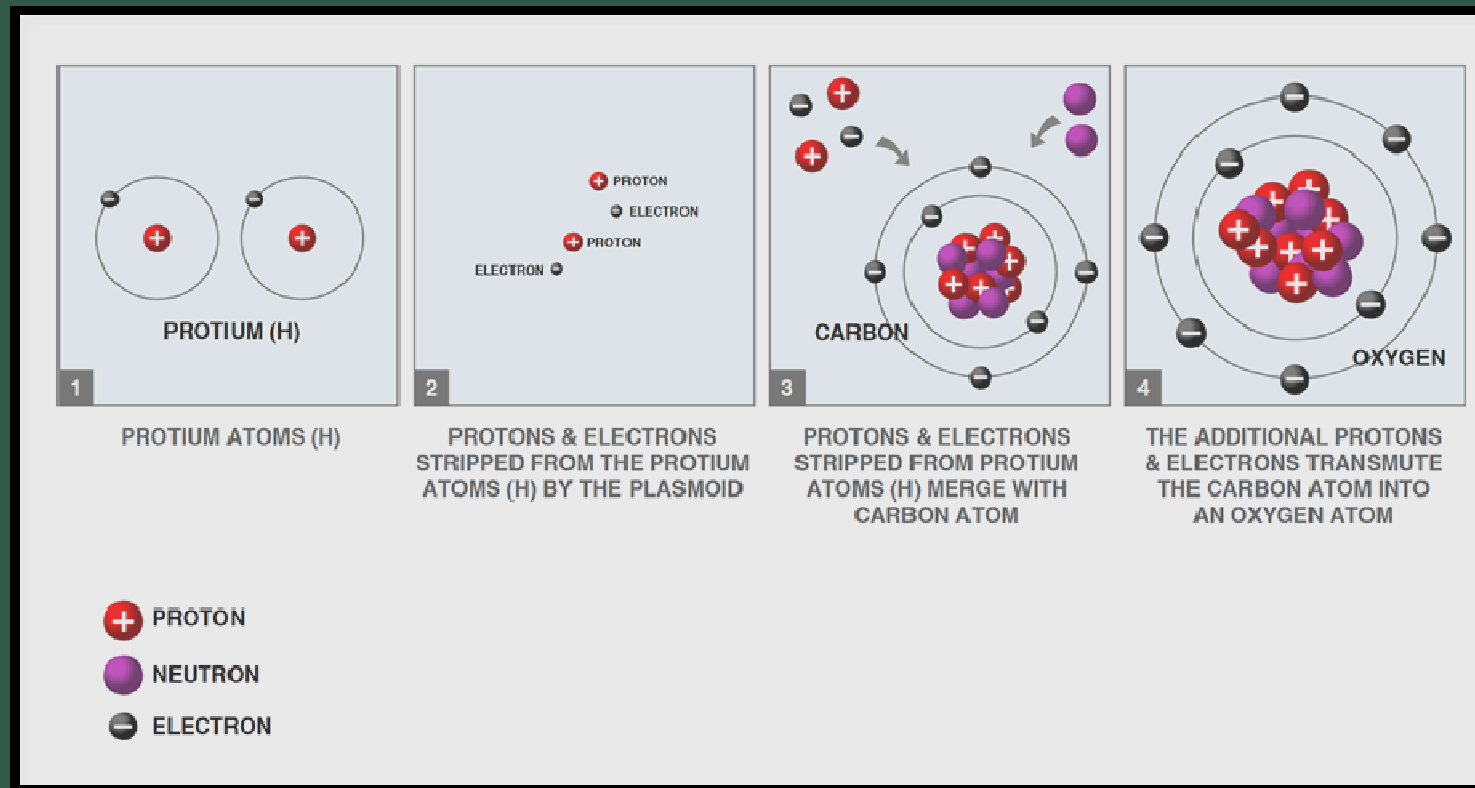 PROTIUM (H)
1
PROTIUM ATOMS (H)
PROTON
ELECTRON
PROTON
ELECTRON
2
PROTONS & ELECTRONS
STRIPPED FROM THE PROTIUM
ATOMS (H) BY THE PLASMOID
CARBON
3
PROTONS & ELECTRONS
STRIPPED FROM PROTIUM
ATOMS (H) MERGE WITH
CARBON ATOM
OXYGEN
4
THE ADDITIONAL PROTONS
& ELECTRONS TRANSMUTE
THE CARBON ATOM INTO
AN OXYGEN ATOM
PROTON
NEUTRON
ELECTRON